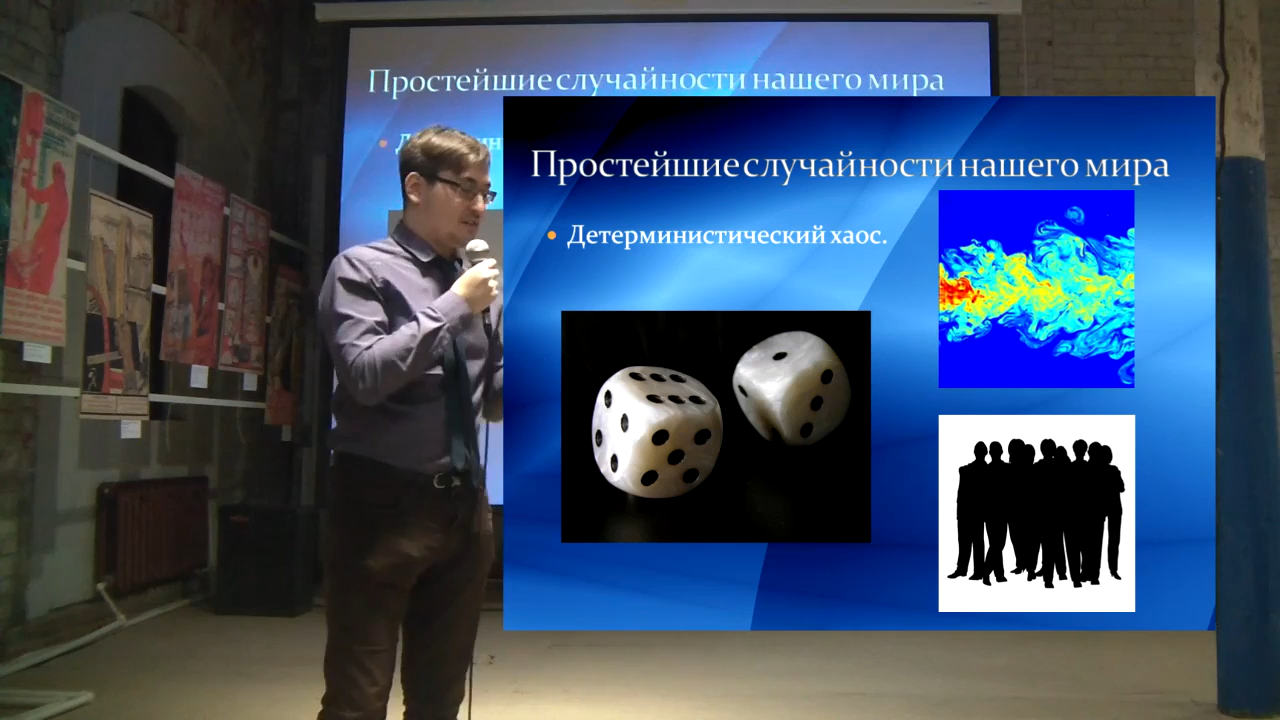 Простейшие случайности нашего мира
Простейшие случайности нашего мира
• Детерминистический хаос.